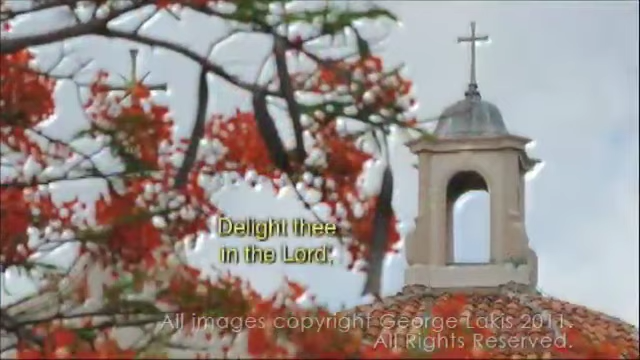 Delight thee
in the Lord;
All images copyright George Lakis 2011.
All Rights Reserved.